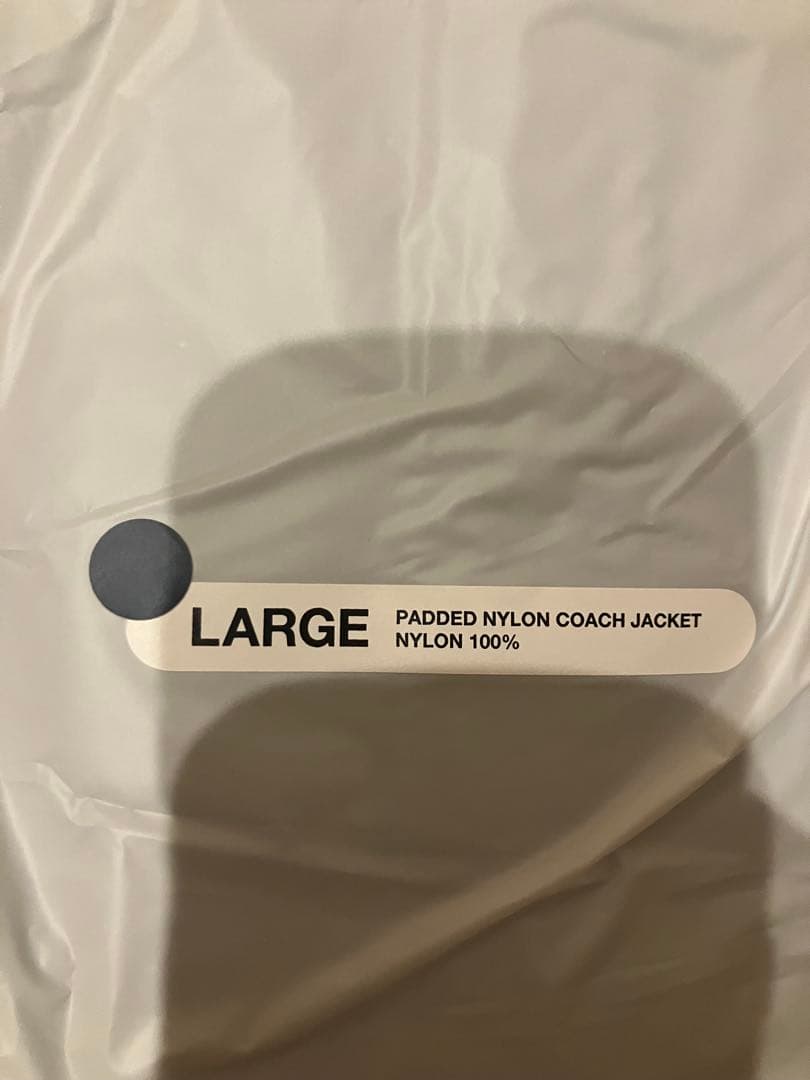 LARGE
PADDED NYLON COACH JACKET
NYLON 100%